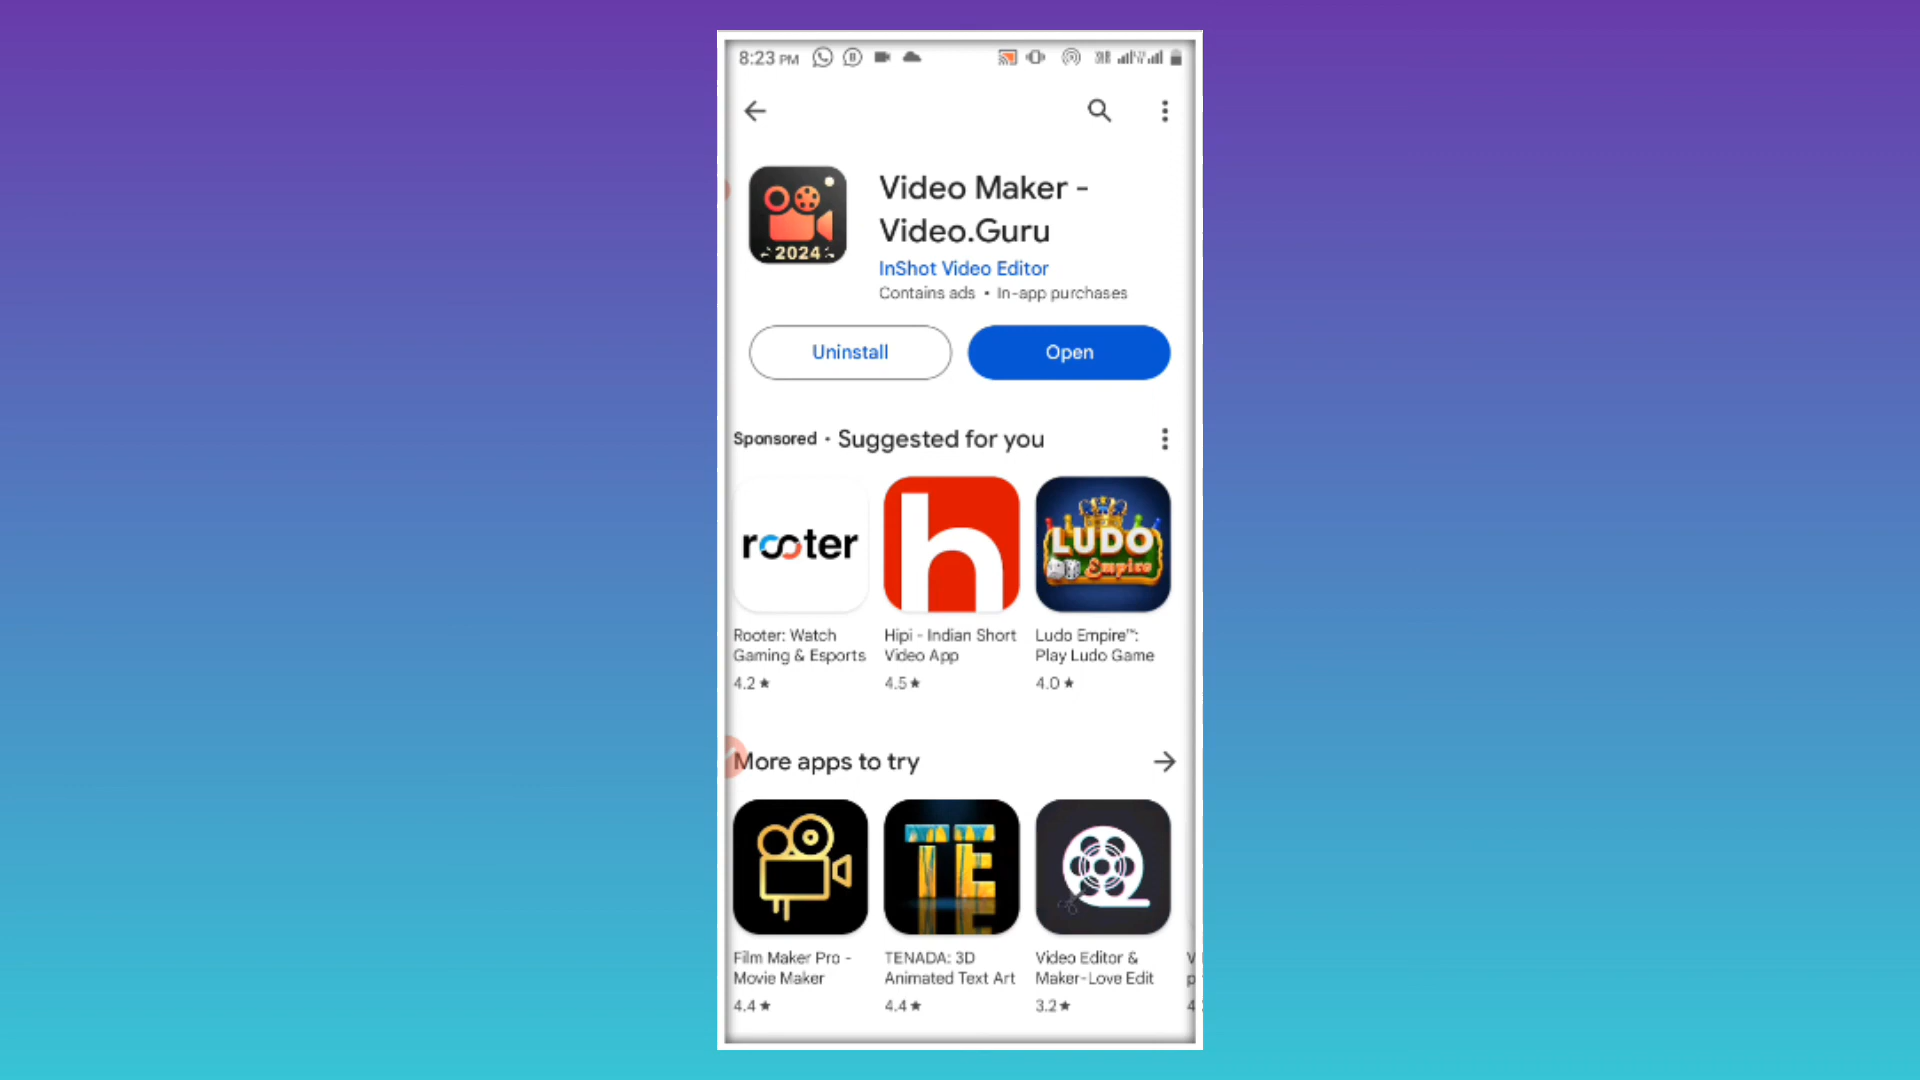 8:23 PM
Video Maker -
Video.Guru
2024
InShot Video Editor
Contains ads • In-app purchases
Uninstall
Open
Sponsored • Suggested for you
rooter
h
LUDO
Empire
Rooter: Watch
Gaming & Esports
4.2★
Hipi - Indian Short
Video App
4.5★
Ludo Empire™:
Play Ludo Game
4.0★
More apps to try
TE
Film Maker Pro -
Movie Maker
4.4★
TENADA: 3D
Animated Text Art
4.4★
Video Editor &
Maker-Love Edit
3.2★